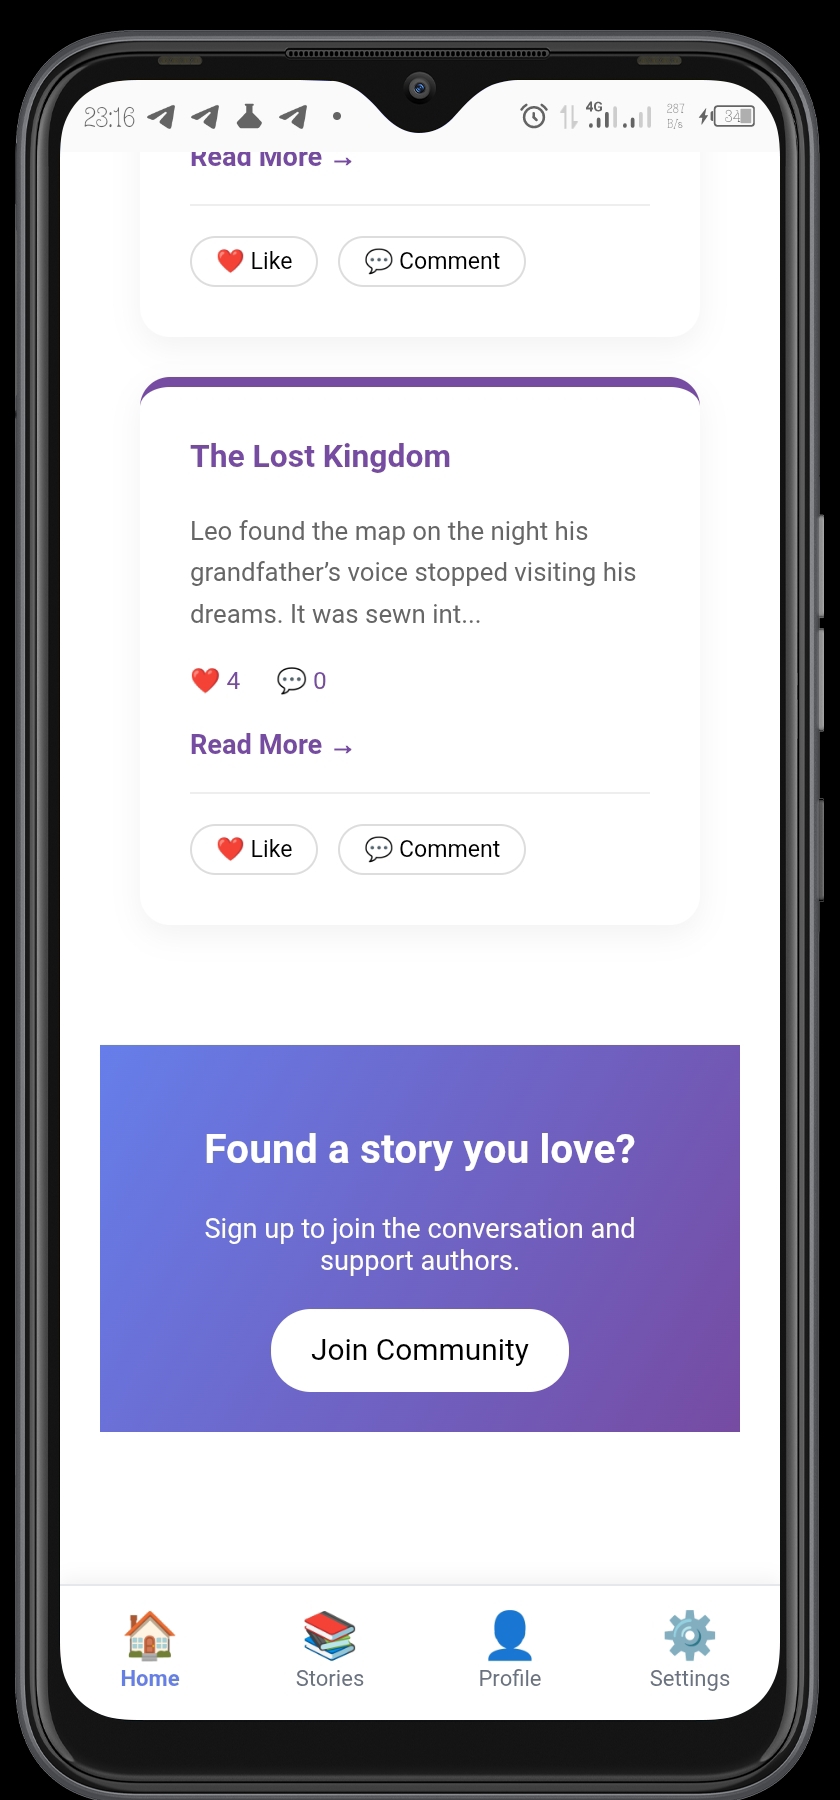 23:16
4G
287
B/s
34
Read More →
❤️ Like
💬 Comment
The Lost Kingdom
Leo found the map on the night his
grandfather’s voice stopped visiting his
dreams. It was sewn int...
❤️ 4 💬 0
Read More →
❤️ Like
💬 Comment
Found a story you love?
Sign up to join the conversation and
support authors.
Join Community
Home
Stories
Profile
Settings